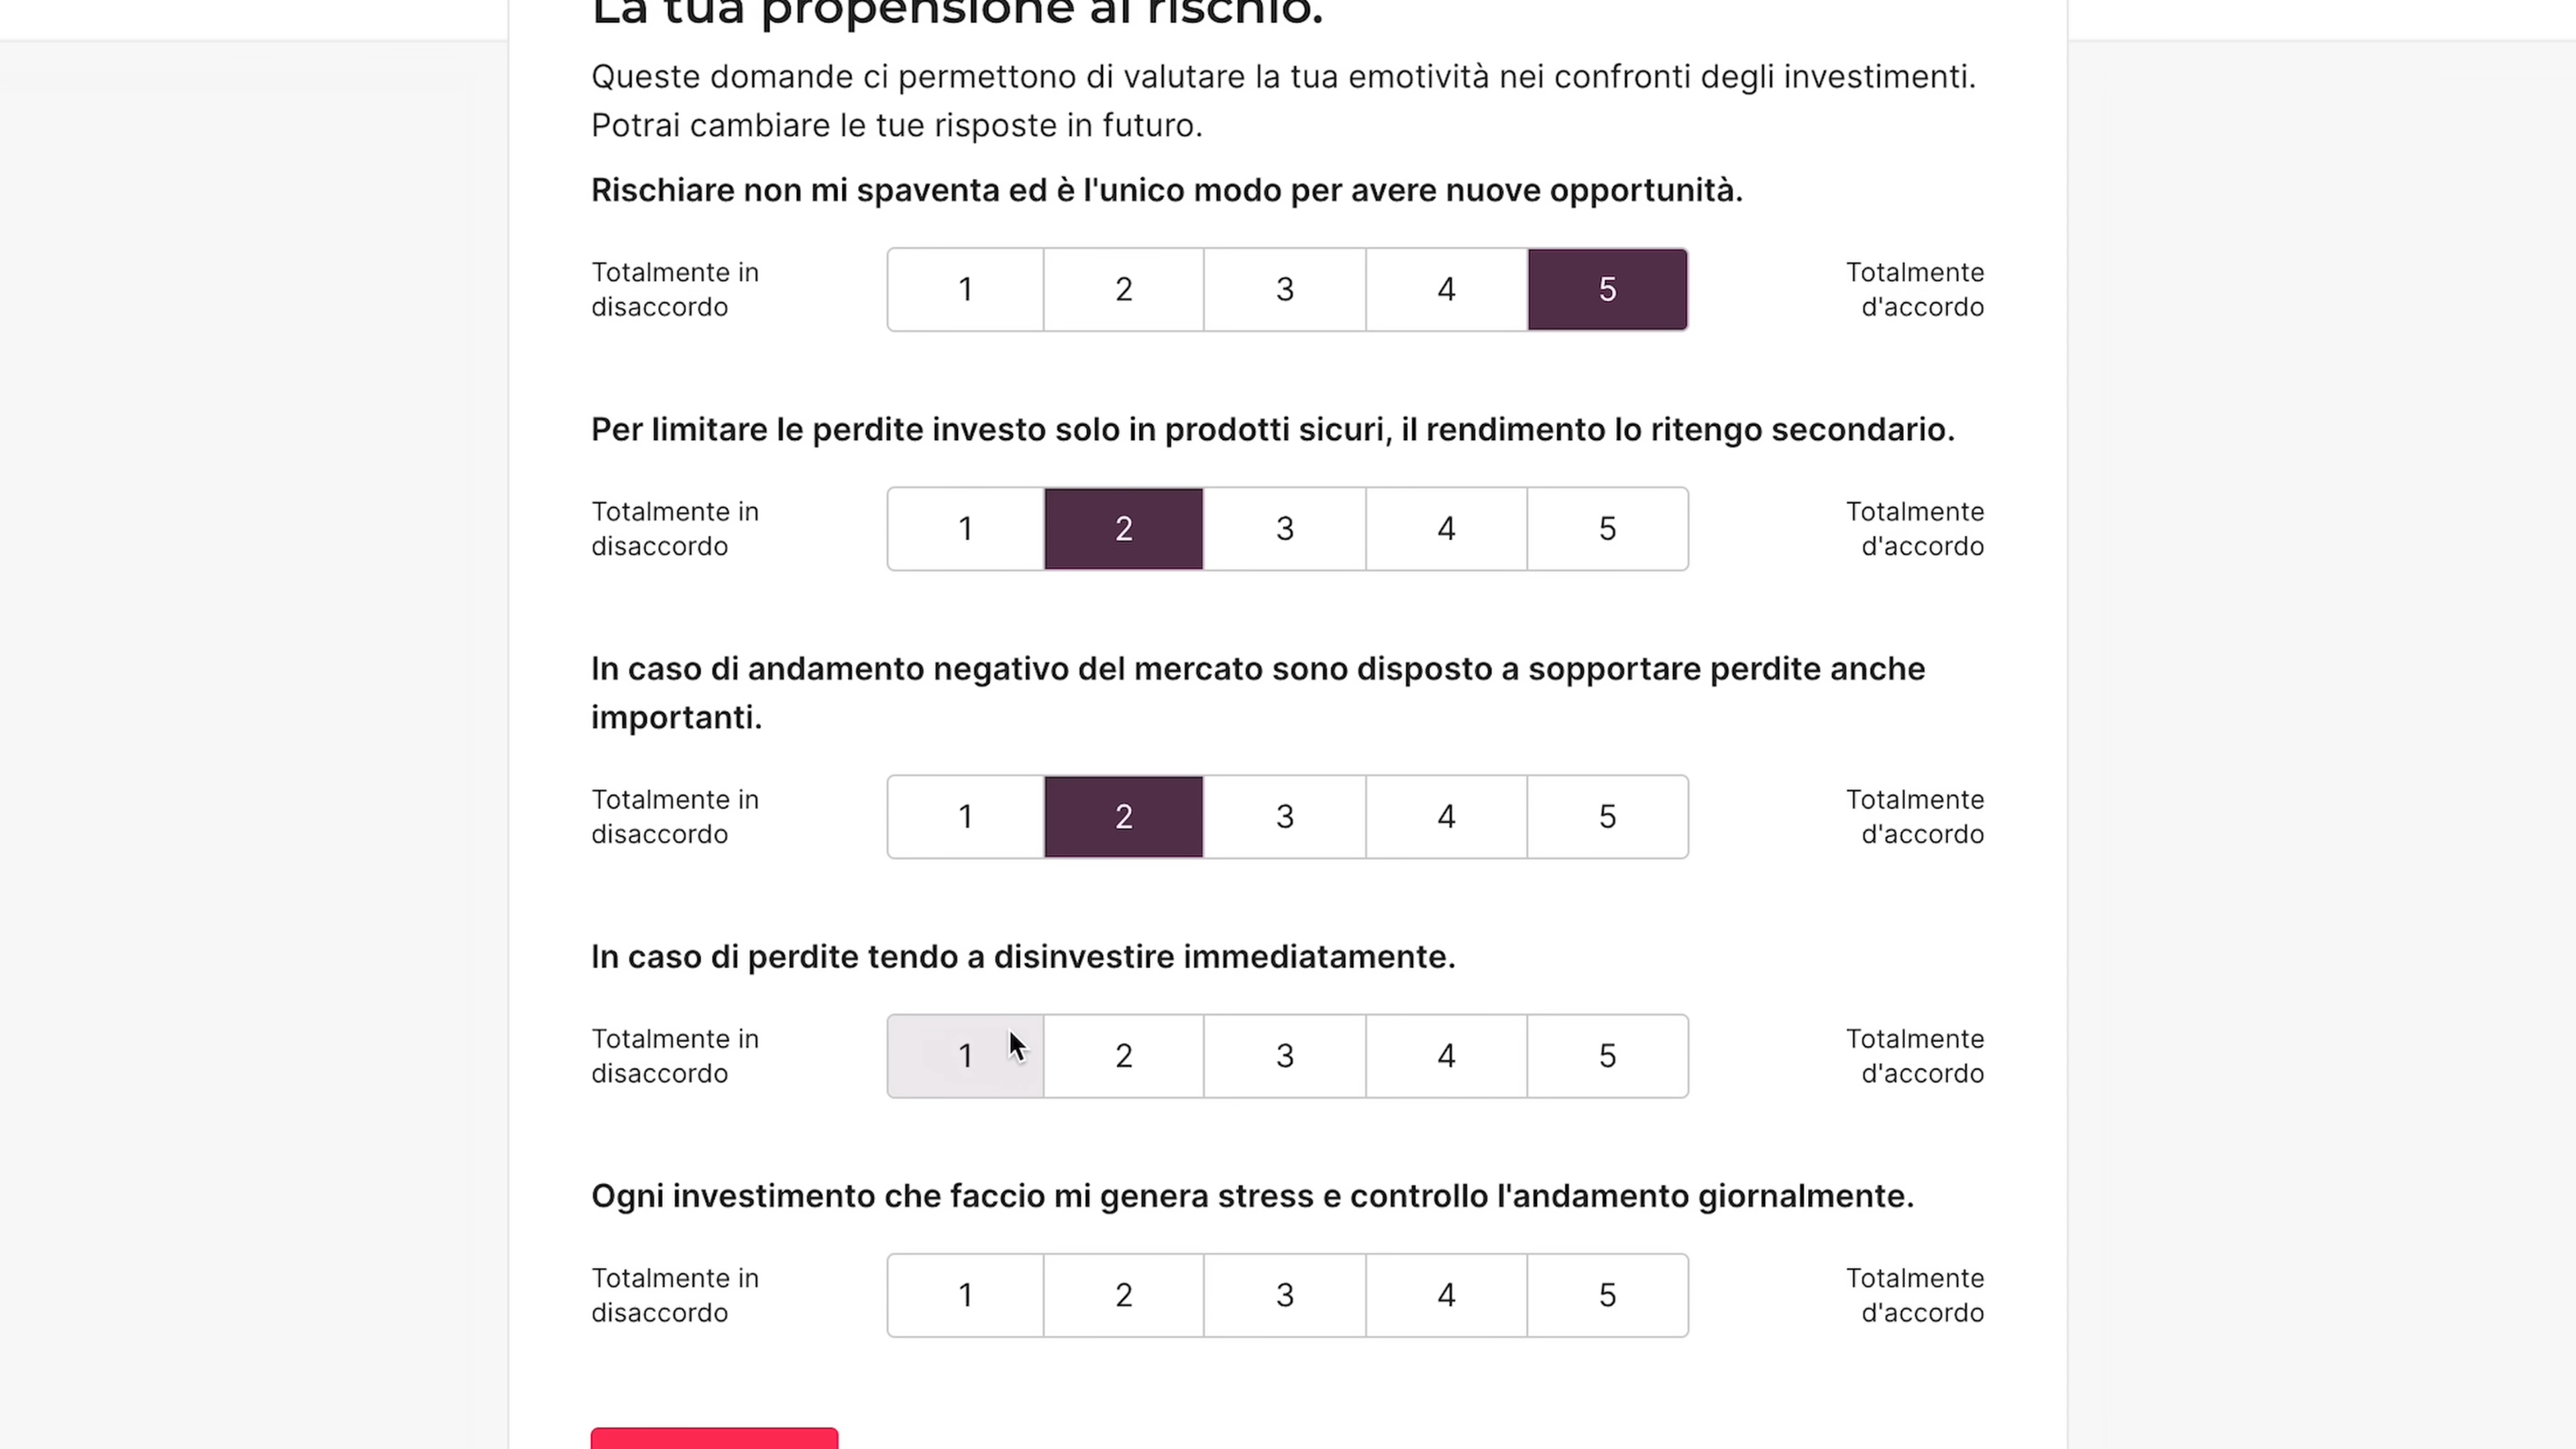 La tua propensione al rischio.
Queste domande ci permettono di valutare la tua emotività nei confronti degli investimenti.
Potrai cambiare le tue risposte in futuro.
Rischiare non mi spaventa ed è l'unico modo per avere nuove opportunità.
Totalmente in
disaccordo
1 2 3 4 5
Totalmente
d'accordo
Per limitare le perdite investo solo in prodotti sicuri, il rendimento lo ritengo secondario.
Totalmente in
disaccordo
1 2 3 4 5
Totalmente
d'accordo
In caso di andamento negativo del mercato sono disposto a sopportare perdite anche
importanti.
Totalmente in
disaccordo
1 2 3 4 5
Totalmente
d'accordo
In caso di perdite tendo a disinvestire immediatamente.
Totalmente in
disaccordo
1 2 3 4 5
Totalmente
d'accordo
Ogni investimento che faccio mi genera stress e controllo l'andamento giornalmente.
Totalmente in
disaccordo
1 2 3 4 5
Totalmente
d'accordo